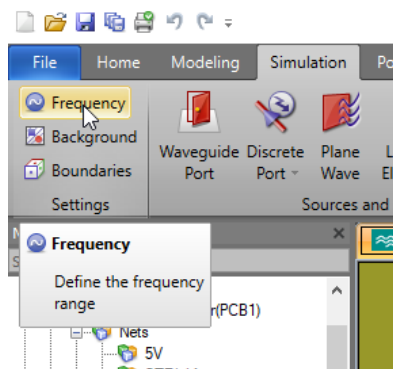 File Home Modeling Simulation
Frequency
Background
Boundaries
Settings
Waveguide Port
Discrete Port
Plane Wave
Sources and
Frequency
Define the frequency
range
r(PCB1)
Nets
5V